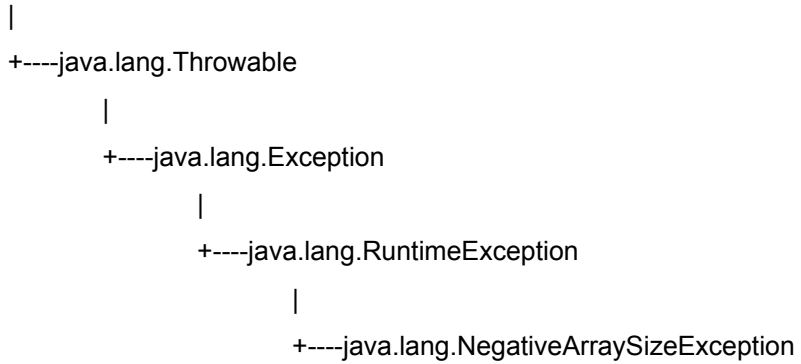 |
+----java.lang.Throwable
|
+----java.lang.Exception
|
+----java.lang.RuntimeException
|
+----java.lang.NegativeArraySizeException